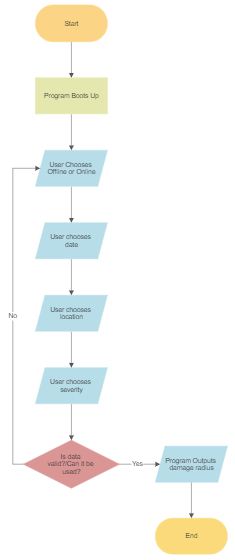 Start
Program Boots Up
User Chooses
Offline or Online
User chooses
date
User chooses
location
User chooses
severity
No
Is data
valid?/Can it be
used?
Yes
Program Outputs
damage radius
End